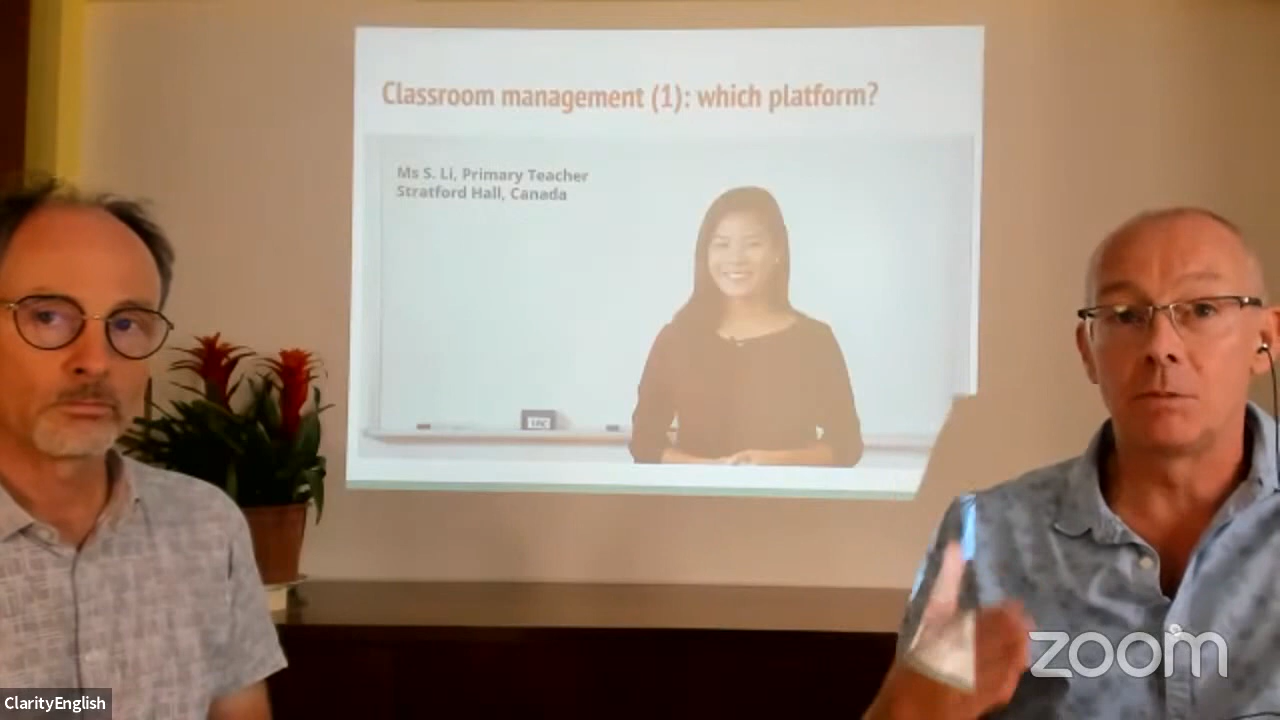 Classroom management (1): which platform?
Ms S. Li, Primary Teacher
Stratford Hall, Canada
zoom
ClarityEnglish